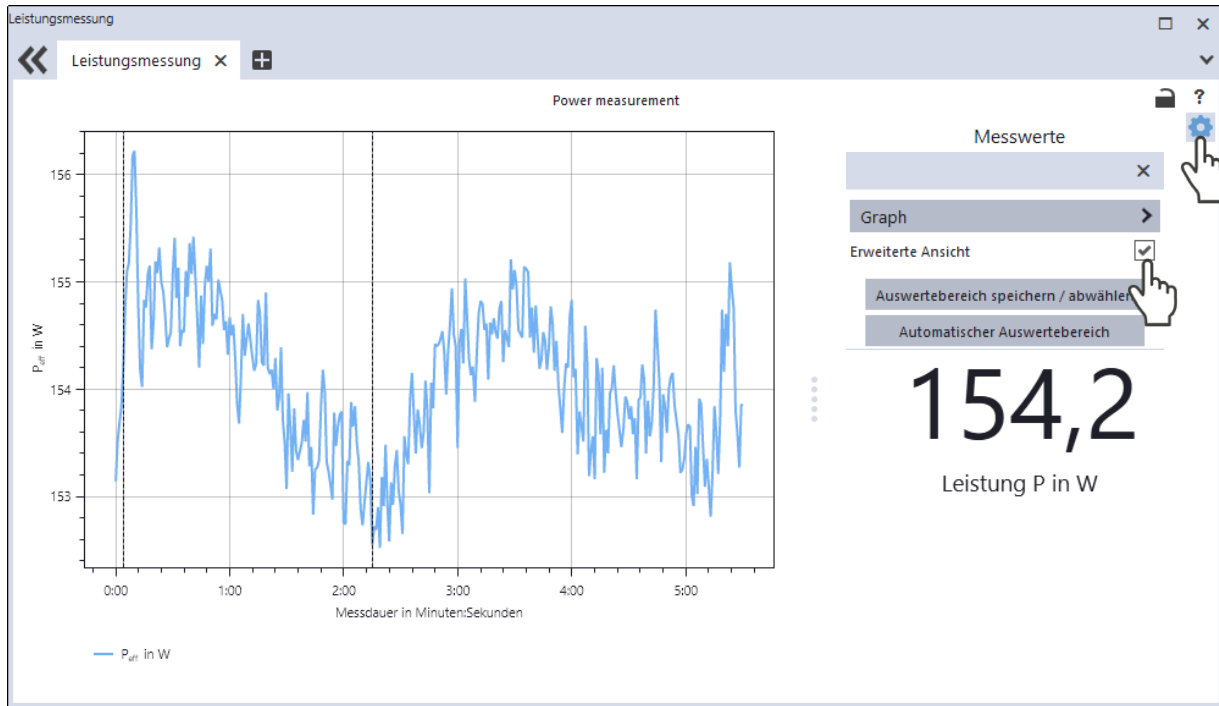 Leistungsmessung
Leistungsmessung
Power measurement
?
Messwerte
Graph
Erweiterte Ansicht
Auswertebereich speichern / abwählen
Automatischer Auswertebereich
154,2
Leistung P in W
156
155
154
153
P eff in W
0:00 1:00 2:00 3:00 4:00 5:00
Messdauer in Minuten:Sekunden
P eff in W